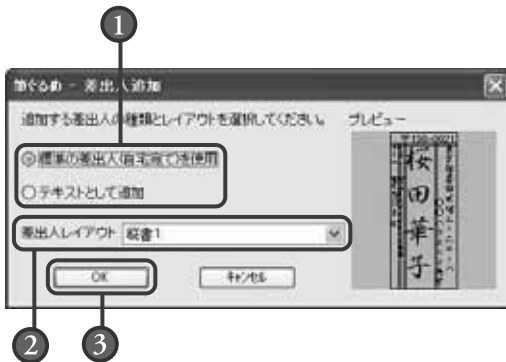 1
筆ぐるめ - 差出人追加
追加する差出人の種類とレイアウトを選択してください。 プレビュー
標準の差出人(自宅宛て)を使用
テキストとして追加
差出人レイアウト 縦書1
OK キャンセル
桜田華子
2 3